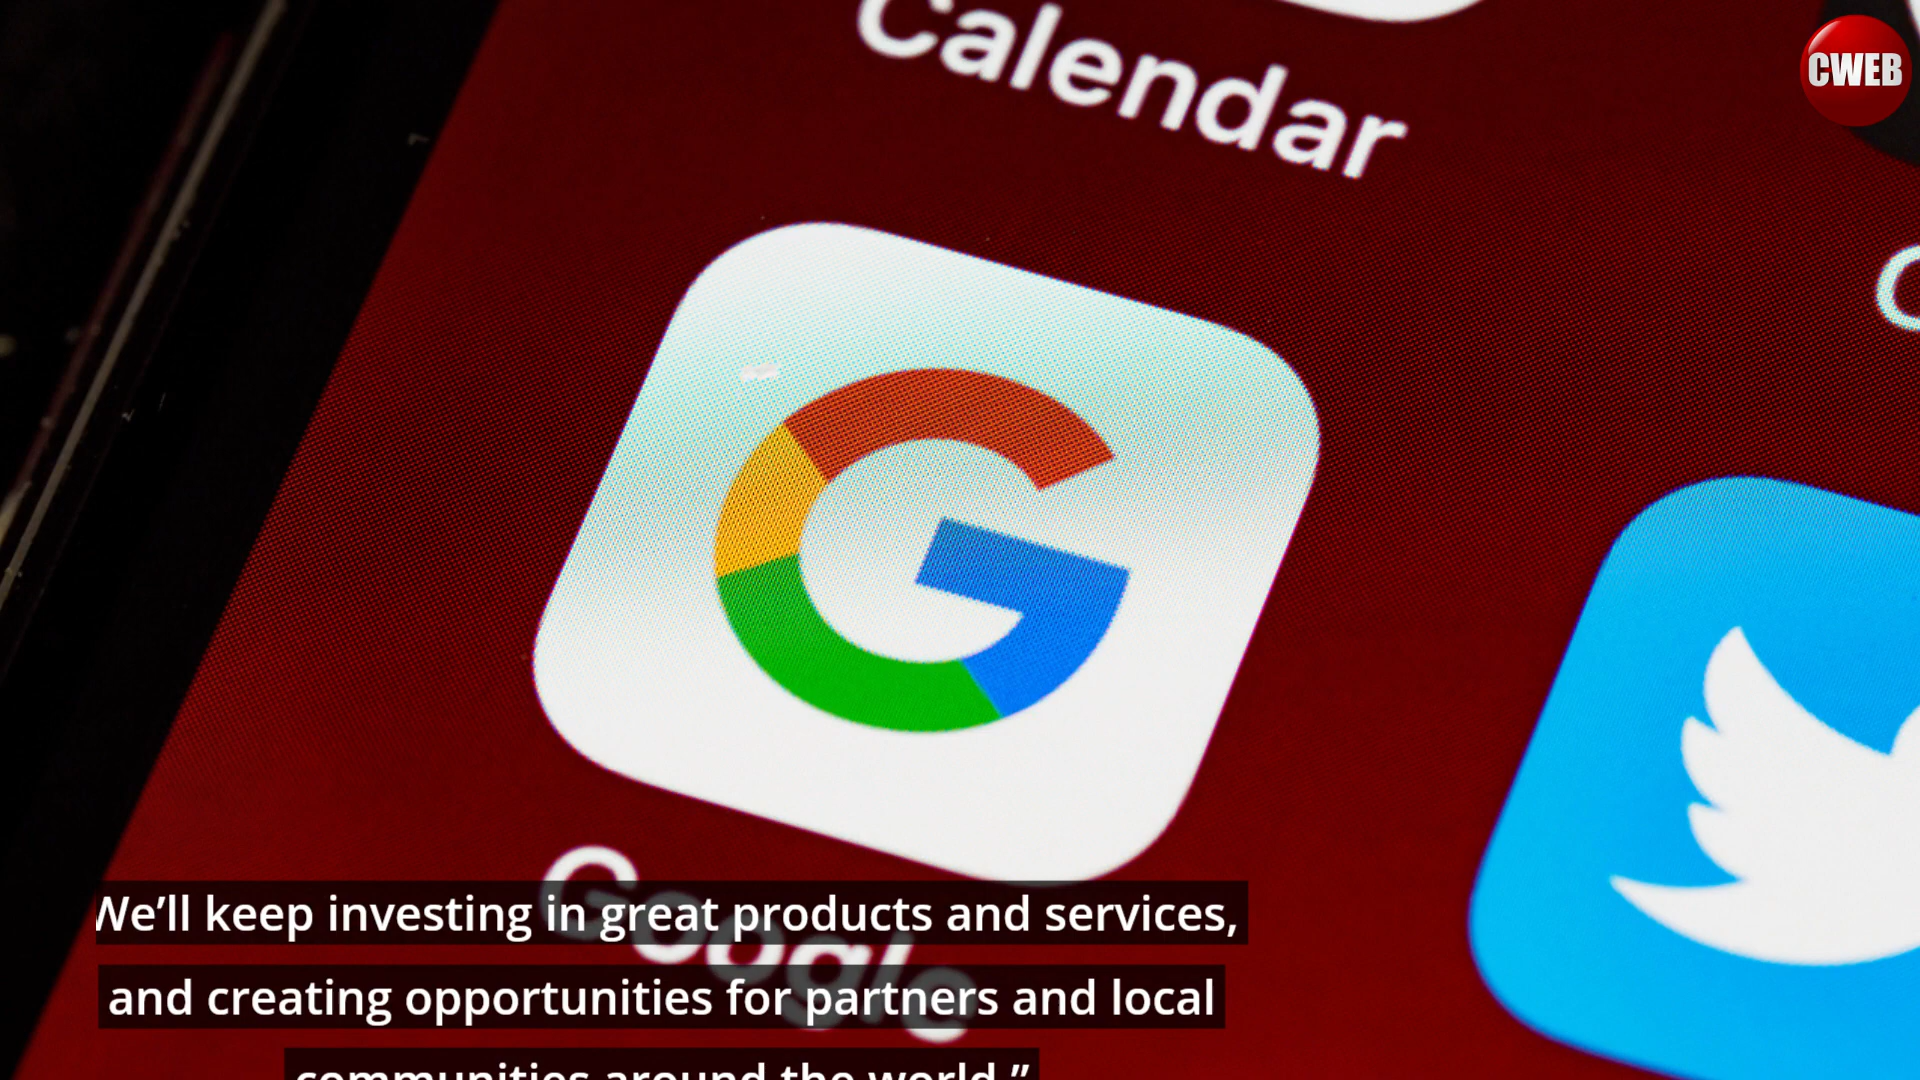 Calendar
CWEB
Google
We’ll keep investing in great products and services,
and creating opportunities for partners and local
communities around the world.”